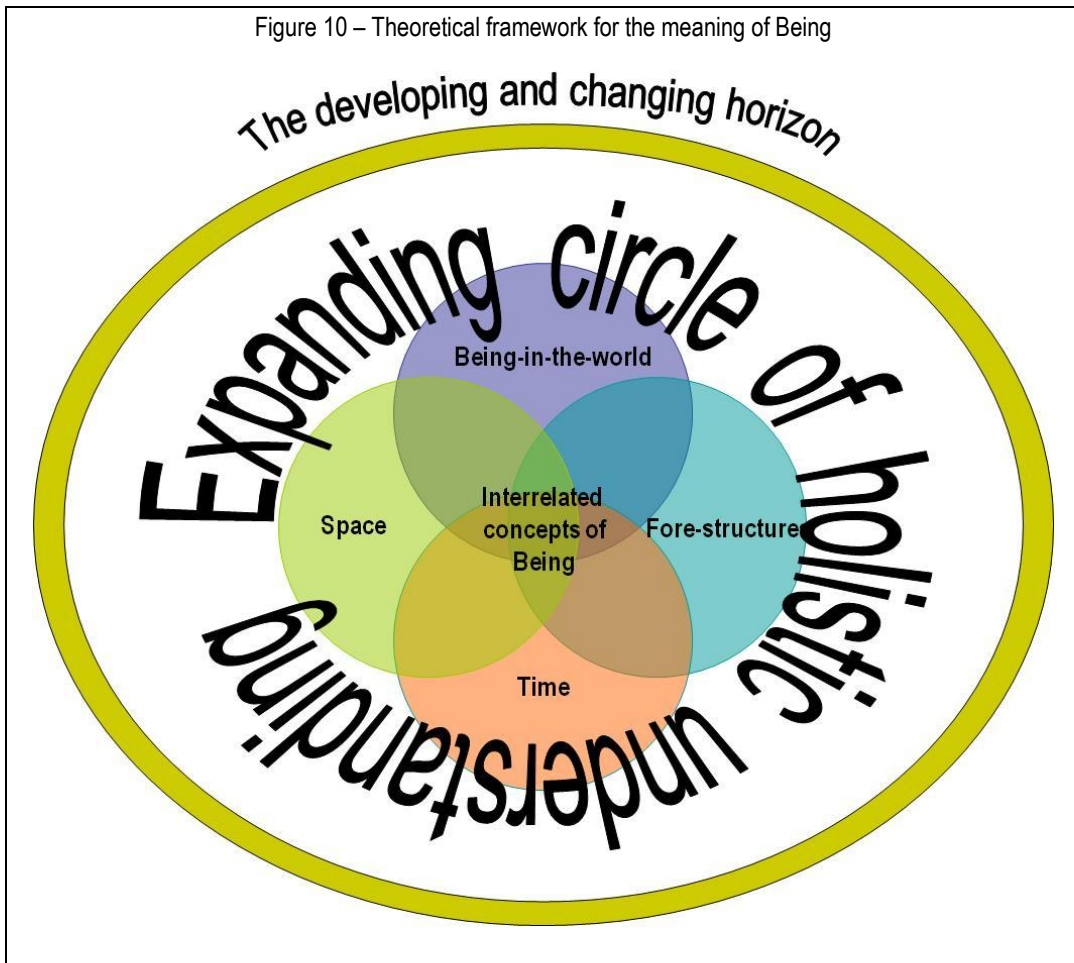 Figure 10 – Theoretical framework for the meaning of Being
The developing and changing horizon
Expanding circle of holistic understanding
Being-in-the-world
Space
Interrelated
concepts of
Being
Fore-structure
Time